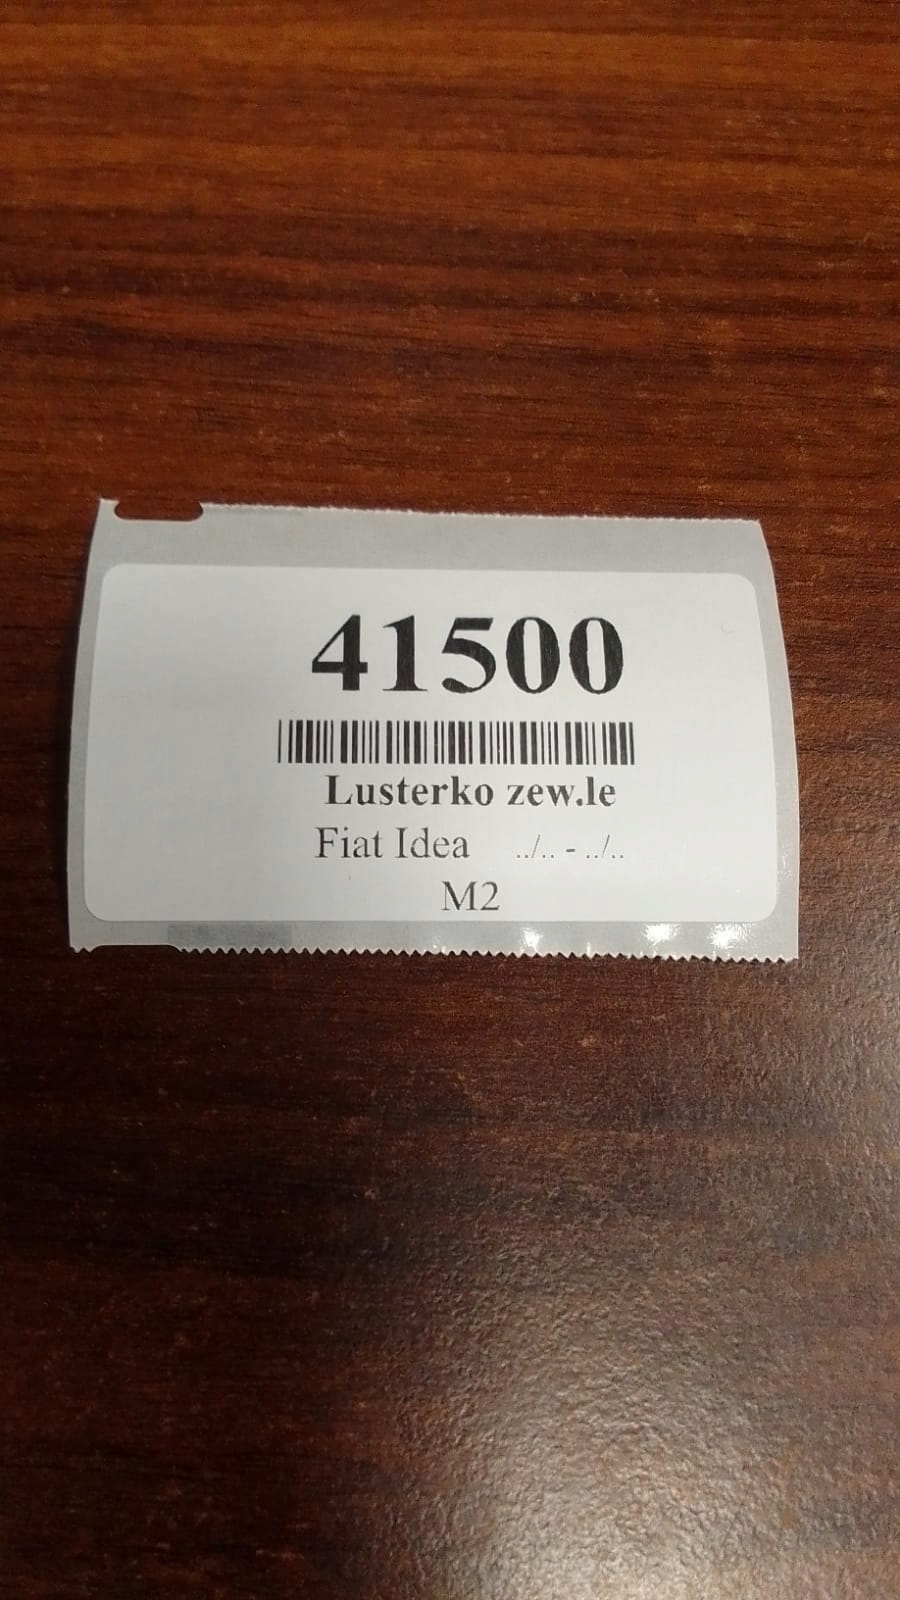 41500
Lusterko zew.le
Fiat Idea ../.. - ../..
M2